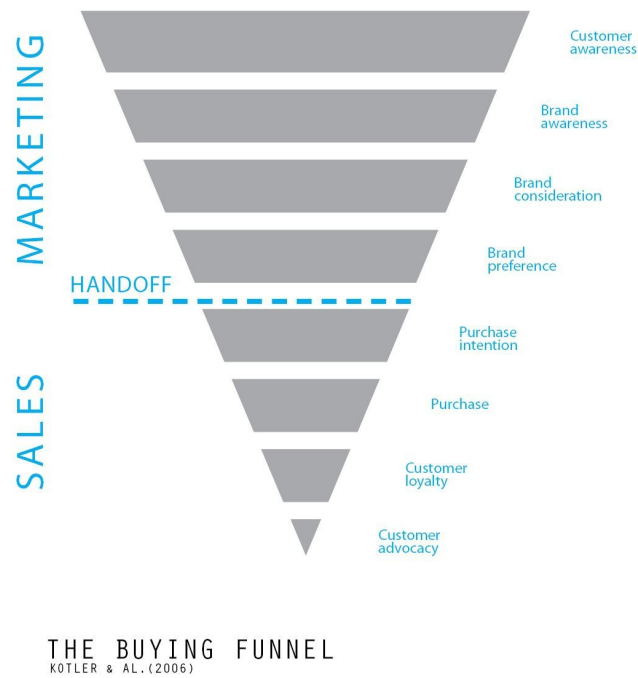 MARKETING
Customer
awareness
Brand
awareness
Brand
consideration
Brand
preference
HANDOFF
SALES
Purchase
intention
Purchase
Customer
loyalty
Customer
advocacy
THE BUYING FUNNEL
KOTLER & AL.(2006)